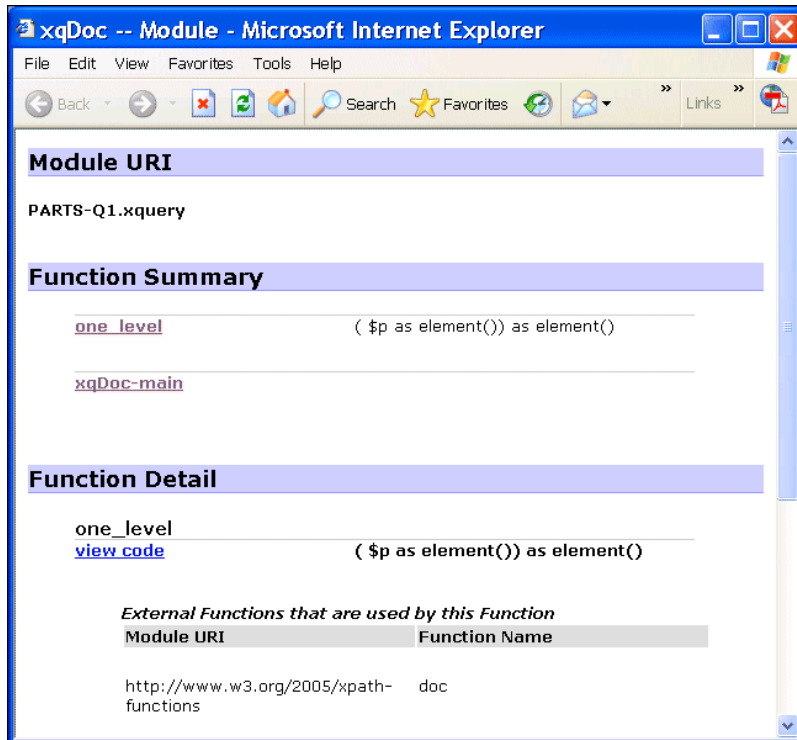 xqDoc -- Module - Microsoft Internet Explorer
File Edit View Favorites Tools Help
Back Search Favorites » Links »
Module URI
PARTS-Q1.xquery
Function Summary
one_level ( $p as element()) as element()
xqDoc-main
Function Detail
one_level
view code ( $p as element()) as element()
External Functions that are used by this Function
Module URI Function Name
http://www.w3.org/2005/xpath- doc
functions